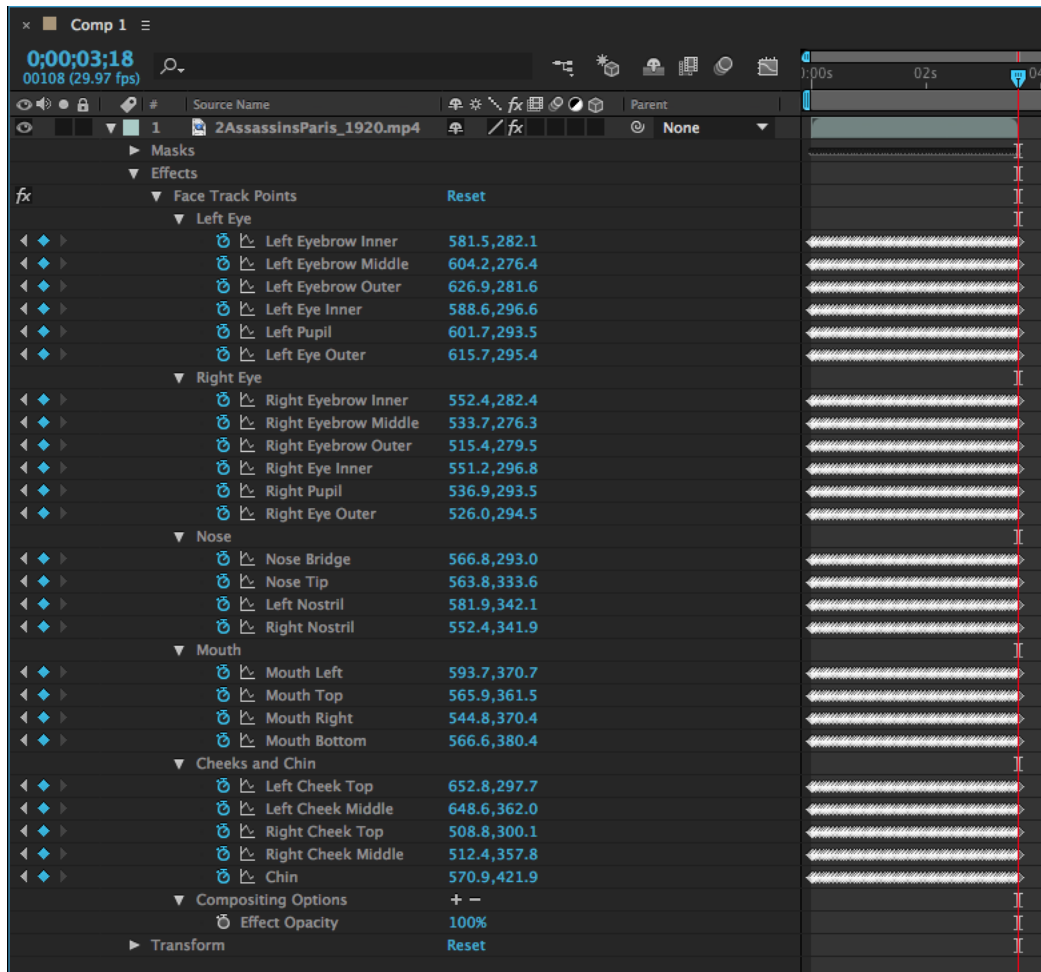 × Comp 1 ≡
0;00;03;18
00108 (29.97 fps)
):00s 02s 04
# Source Name fx Parent
1 2AssassinsParis_1920.mp4 fx None
Masks
Effects
fx Face Track Points Reset
Left Eye
Left Eyebrow Inner 581.5,282.1
Left Eyebrow Middle 604.2,276.4
Left Eyebrow Outer 626.9,281.6
Left Eye Inner 588.6,296.6
Left Pupil 601.7,293.5
Left Eye Outer 615.7,295.4
Right Eye
Right Eyebrow Inner 552.4,282.4
Right Eyebrow Middle 533.7,276.3
Right Eyebrow Outer 515.4,279.5
Right Eye Inner 551.2,296.8
Right Pupil 536.9,293.5
Right Eye Outer 526.0,294.5
Nose
Nose Bridge 566.8,293.0
Nose Tip 563.8,333.6
Left Nostril 581.9,342.1
Right Nostril 552.4,341.9
Mouth
Mouth Left 593.7,370.7
Mouth Top 565.9,361.5
Mouth Right 544.8,370.4
Mouth Bottom 566.6,380.4
Cheeks and Chin
Left Cheek Top 652.8,297.7
Left Cheek Middle 648.6,362.0
Right Cheek Top 508.8,300.1
Right Cheek Middle 512.4,357.8
Chin 570.9,421.9
Compositing Options + −
Effect Opacity 100%
Transform Reset